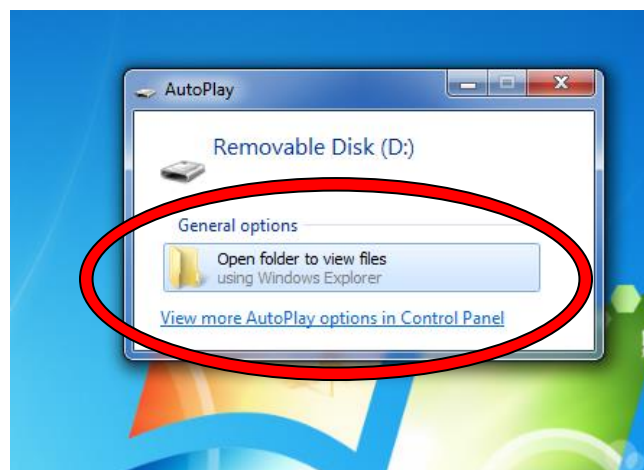 AutoPlay
Removable Disk (D:)
General options
Open folder to view files
using Windows Explorer
View more AutoPlay options in Control Panel